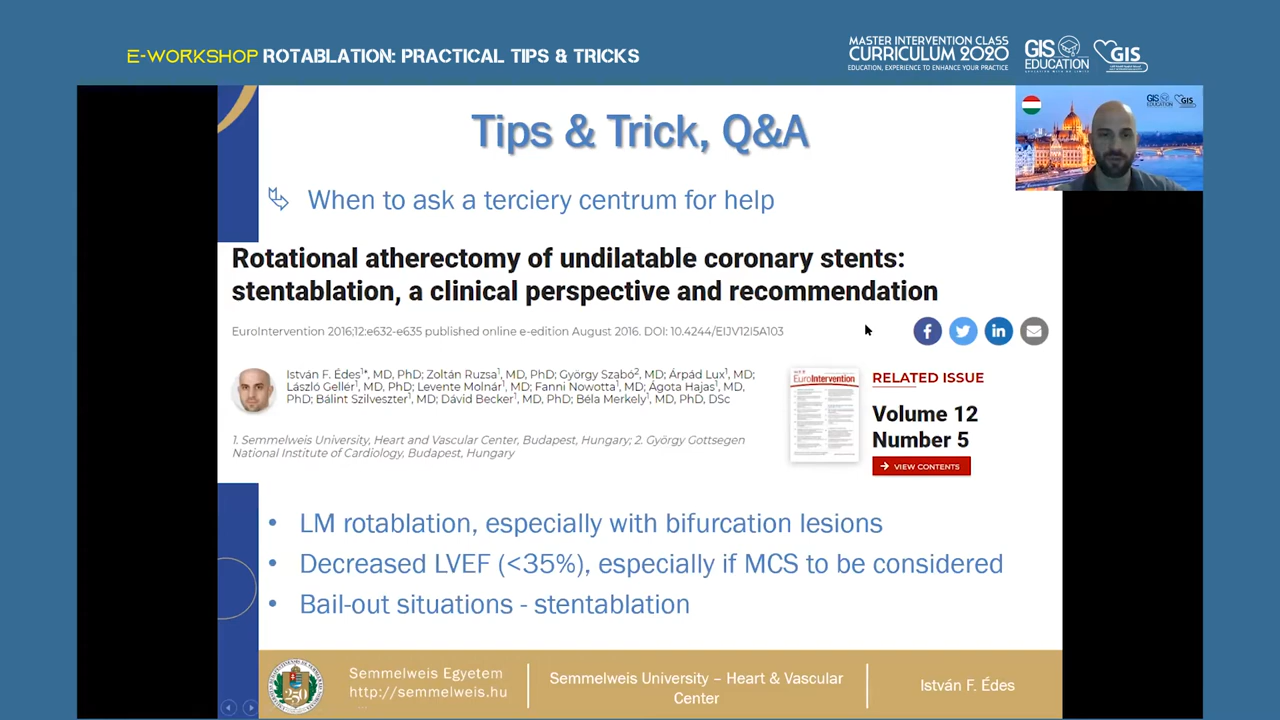 E-WORKSHOP ROTABLATION: PRACTICAL TIPS & TRICKS
MASTER INTERVENTION CLASS
CURRICULUM 2020
EDUCATION, EXPERIENCE TO ENHANCE YOUR PRACTICE
GIS
EDUCATION
GIS
Tips & Trick, Q&A
When to ask a terciery centrum for help
Rotational atherectomy of undilatable coronary stents:
stentablation, a clinical perspective and recommendation
EuroIntervention 2016;12:e632-e635 published online e-edition August 2016. DOI: 10.4244/EIJV12I5A103
István F. Édes1*, MD, PhD; Zoltán Ruzsa1, MD, PhD; György Szabó2, MD; Árpád Lux1, MD;
László Gellér1, MD, PhD; Levente Molnár1, MD; Fanni Nowotta1, MD; Ágota Hajas1, MD,
PhD; Bálint Szilveszter1, MD; Dávid Becker1, MD, PhD; Béla Merkely1, MD, PhD, DSc
1. Semmelweis University, Heart and Vascular Center, Budapest, Hungary; 2. György Gottsegen
National Institute of Cardiology, Budapest, Hungary
EuroIntervention
RELATED ISSUE
Volume 12
Number 5
VIEW CONTENTS
• LM rotablation, especially with bifurcation lesions
• Decreased LVEF (<35%), especially if MCS to be considered
• Bail-out situations - stentablation
250
Semmelweis Egyetem
http://semmelweis.hu
Semmelweis University – Heart & Vascular
Center
István F. Édes